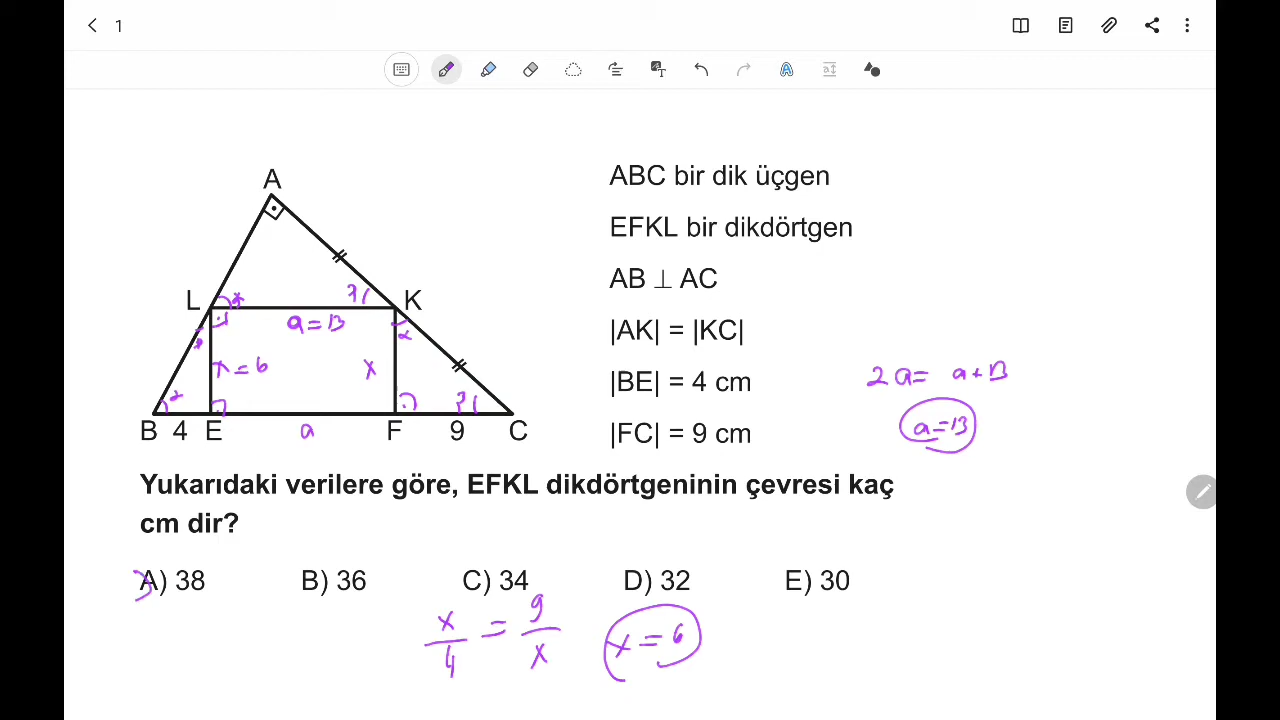 1
A
ABC bir dik üçgen
EFKL bir dikdörtgen
AB ⊥ AC
L K
a = 13
|AK| = |KC|
x = 6 x
|BE| = 4 cm
2a = a + 13
B 4 E a F 9 C
|FC| = 9 cm
a = 13
Yukarıdaki verilere göre, EFKL dikdörtgeninin çevresi kaç
cm dir?
A) 38 B) 36 C) 34 D) 32 E) 30
x/4 = 9/x x = 6